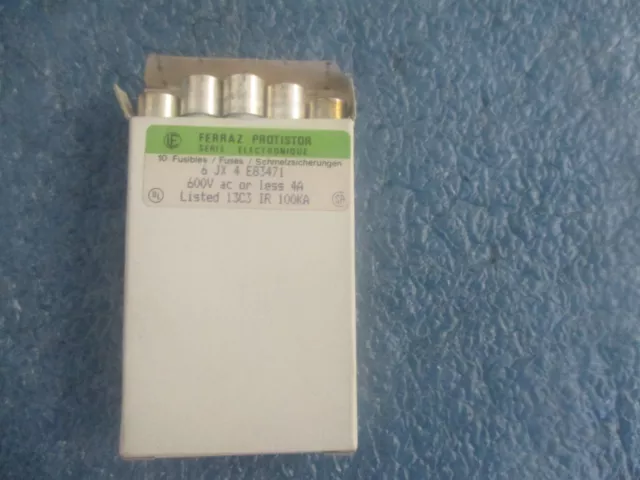 FERRAZ PROTISTOR
SERIE ELECTRONIQUE
10 Fusibles / Fuses / Schmelzsicherungen
6 JX 4 E83471
600V ac or less 4A
UL Listed 13C3 IR 100KA